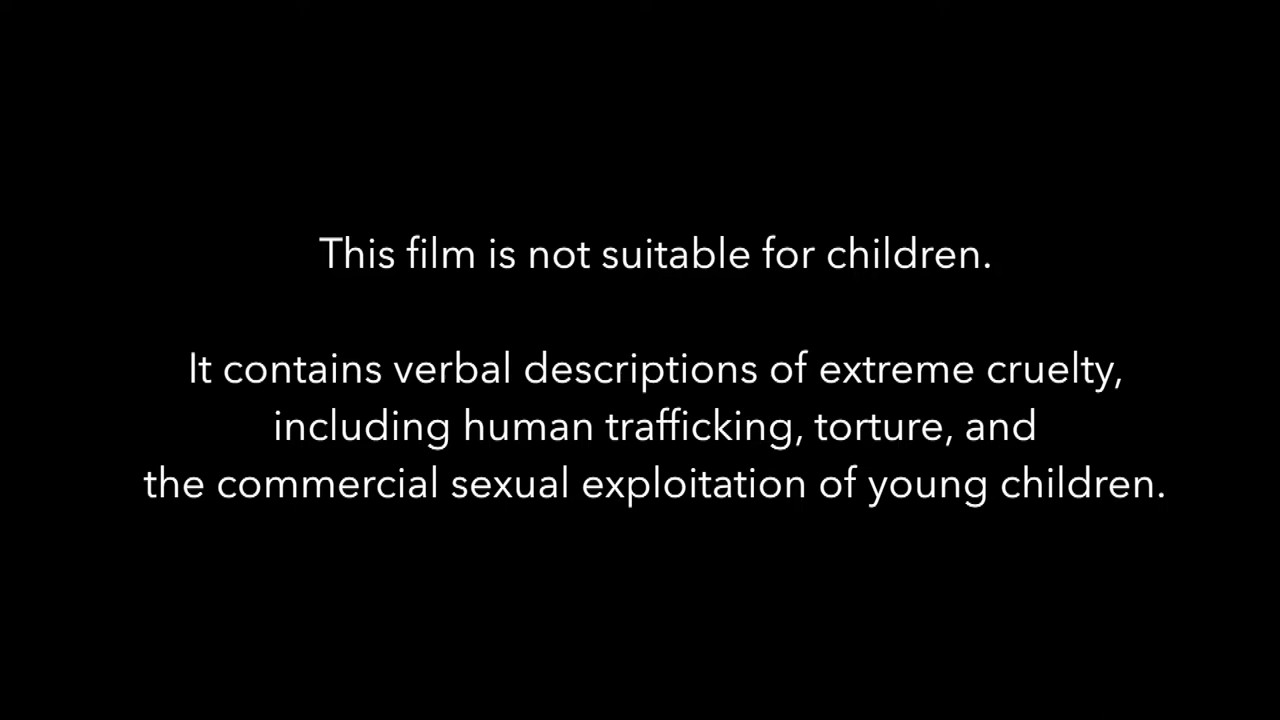 This film is not suitable for children.
It contains verbal descriptions of extreme cruelty,
including human trafficking, torture, and
the commercial sexual exploitation of young children.